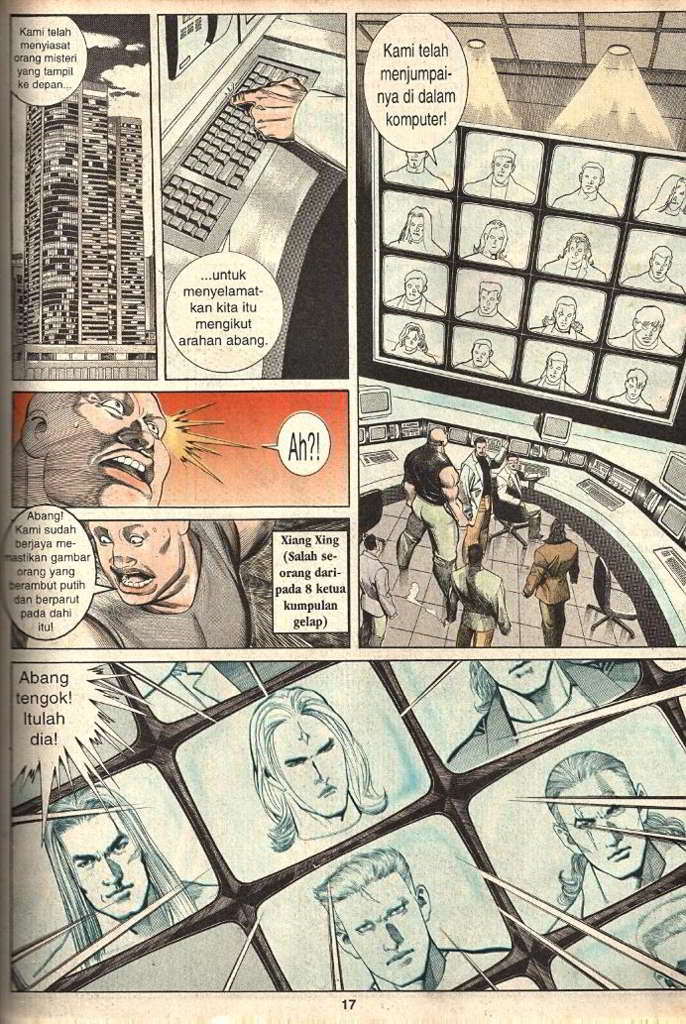 Kami telah
menyiasat
orang misteri
yang tampil
ke depan...
...untuk
menyelamat-
kan kita itu
mengikut
arahan abang.
Kami telah
menjumpai-
nya di dalam
komputer!
Ah?!
Abang!
Kami sudah
berjaya me-
mastikan gambar
orang yang
berambut putih
dan berparut
pada dahi
itu!
Xiang Xing
(Salah se-
orang dari-
pada 8 ketua
kumpulan
gelap)
Abang
tengok!
Itulah
dia!
17